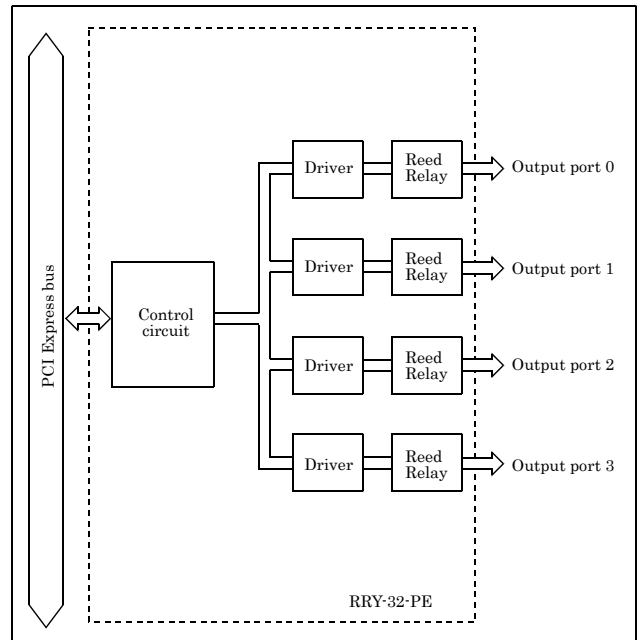 PCI Express bus
Control
circuit
Driver
Reed
Relay
Output port 0
Driver
Reed
Relay
Output port 1
Driver
Reed
Relay
Output port 2
Driver
Reed
Relay
Output port 3
RRY-32-PE